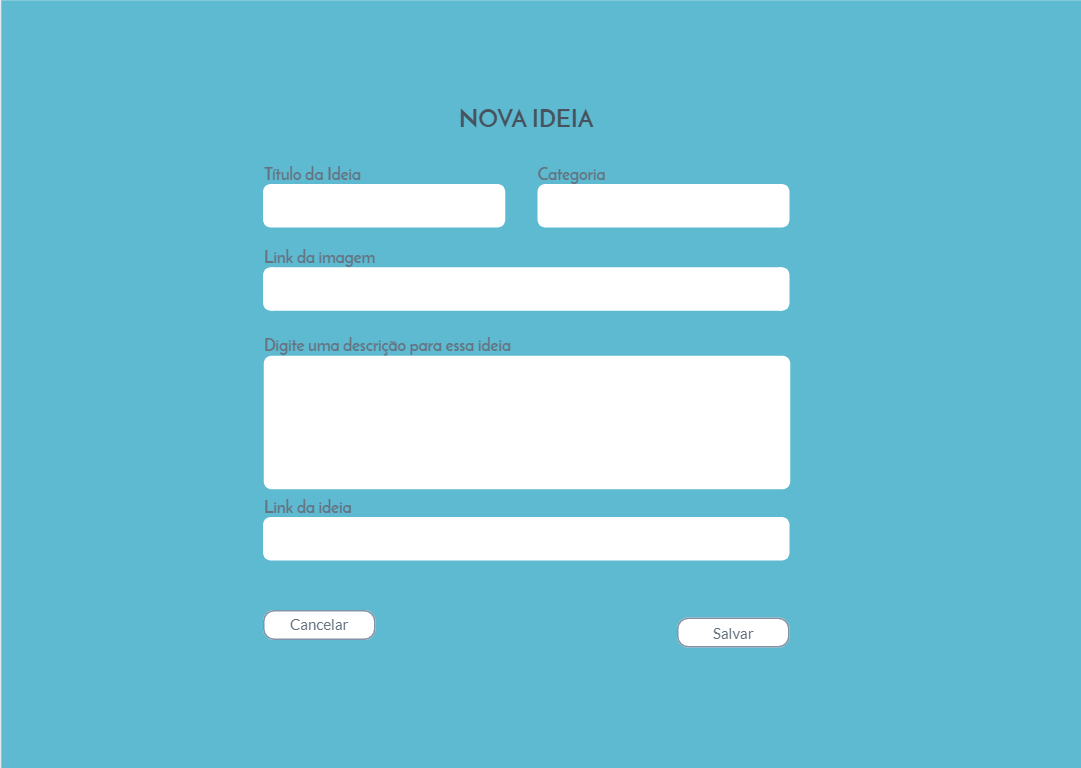 NOVA IDEIA
Título da Ideia
Categoria
Link da imagem
Digite uma descrição para essa ideia
Link da ideia
Cancelar
Salvar